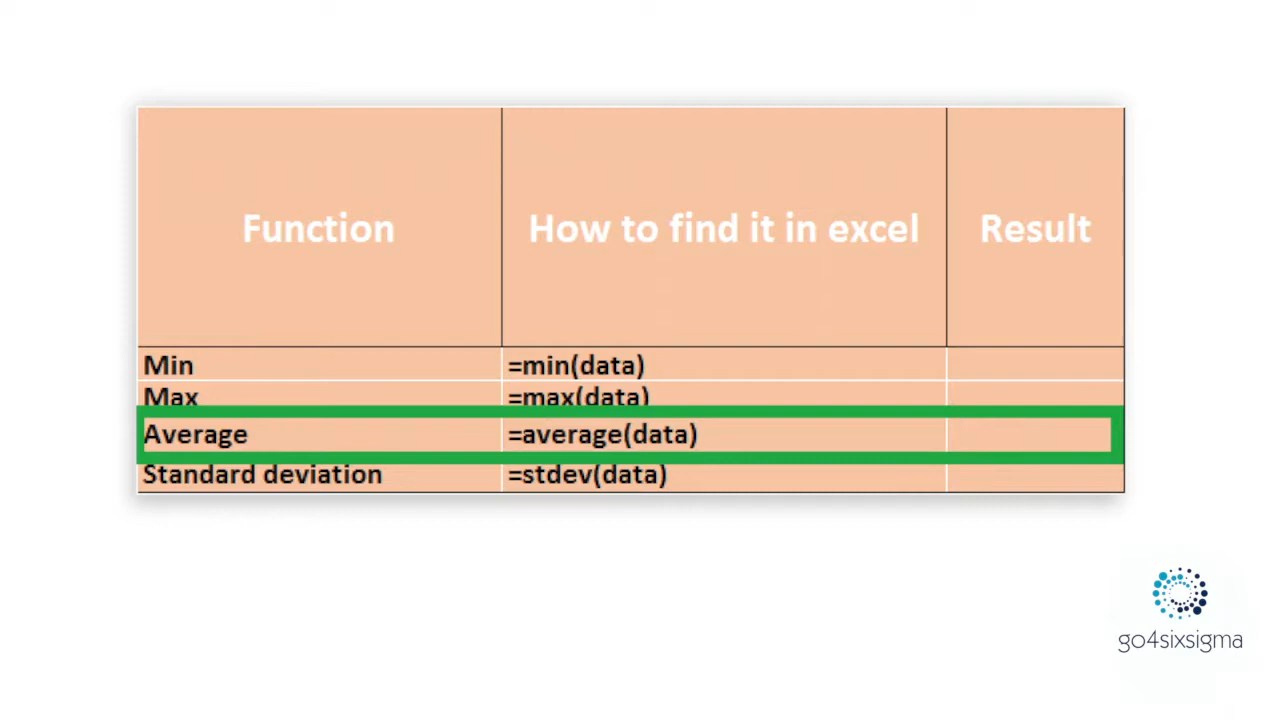 Function How to find it in excel Result
Min =min(data)
Max =max(data)
Average =average(data)
Standard deviation =stdev(data)
go4sixsigma